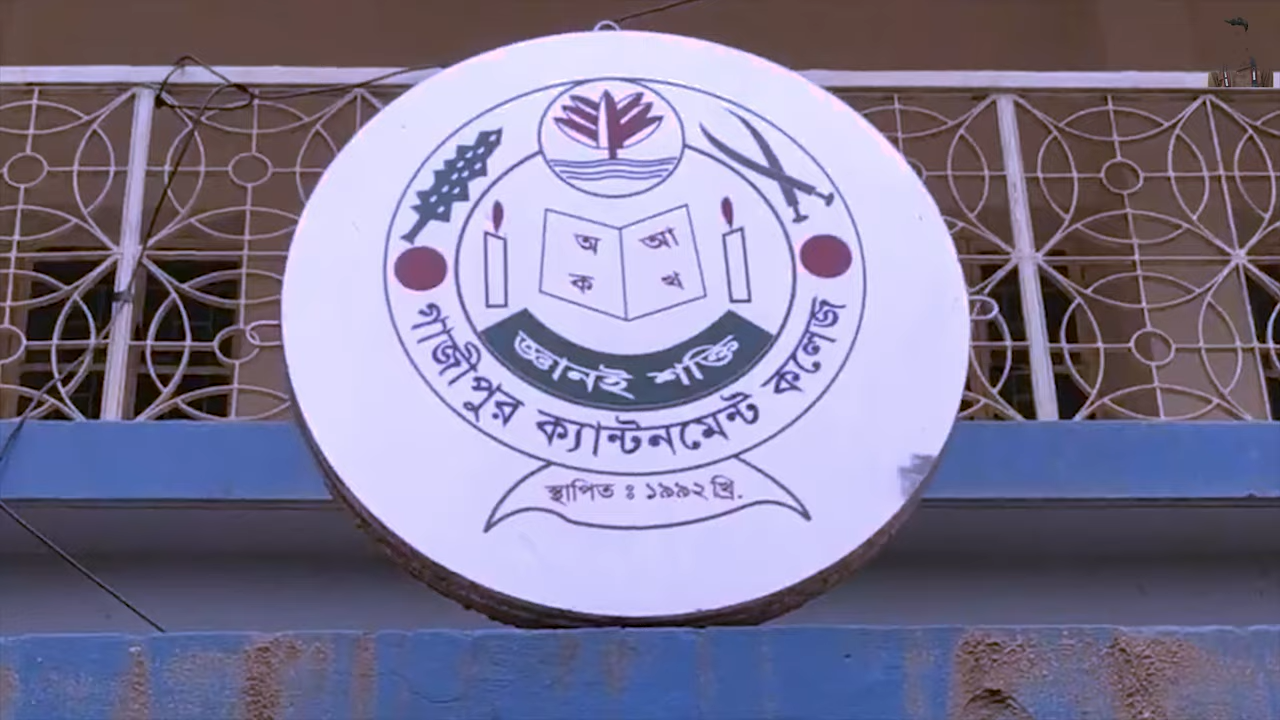 অ আ
ক খ
জ্ঞানই শক্তি
গাজীপুর ক্যান্টনমেন্ট কলেজ
স্থাপিত ঃ ১৯৯২ খ্রি.